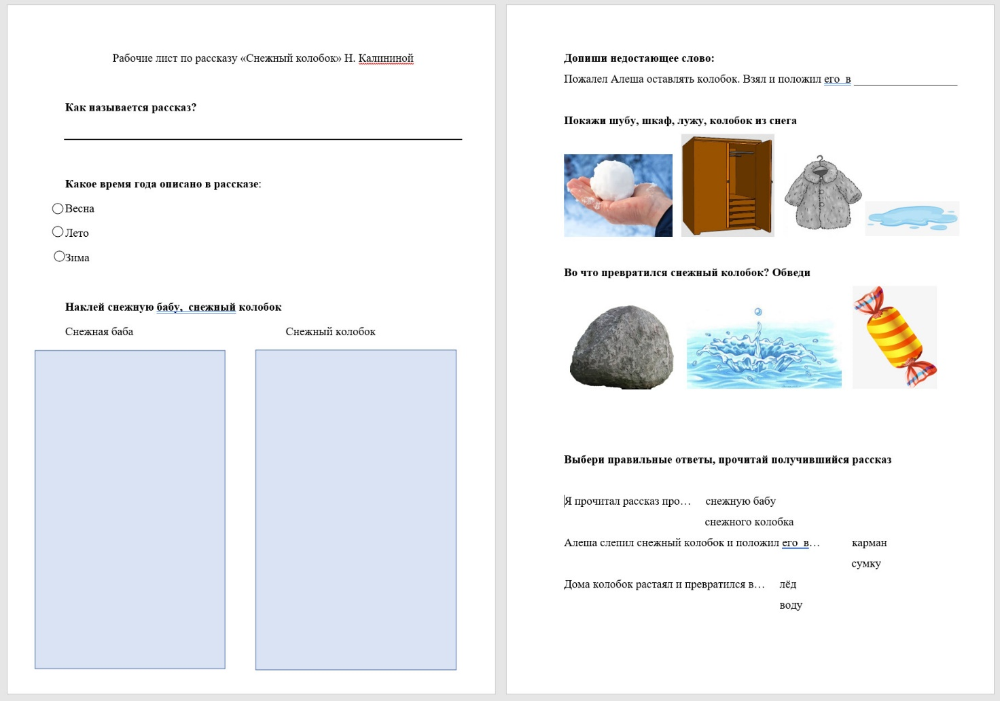 Рабочие лист по рассказу «Снежный колобок» Н. Калининой
Как называется рассказ?
Какое время года описано в рассказе:
Весна
Лето
Зима
Наклей снежную бабу,  снежный колобок
Снежная баба
Снежный колобок
Допиши недостающее слово:
Пожалел Алеша оставлять колобок. Взял и положил его  в __________________
Покажи шубу, шкаф, лужу, колобок из снега
Во что превратился снежный колобок? Обведи
Выбери правильные ответы, прочитай получившийся рассказ
Я прочитал рассказ про… снежную бабу
снежного колобка
Алеша слепил снежный колобок и положил его  в… карман
сумку
Дома колобок растаял и превратился в… лёд
воду